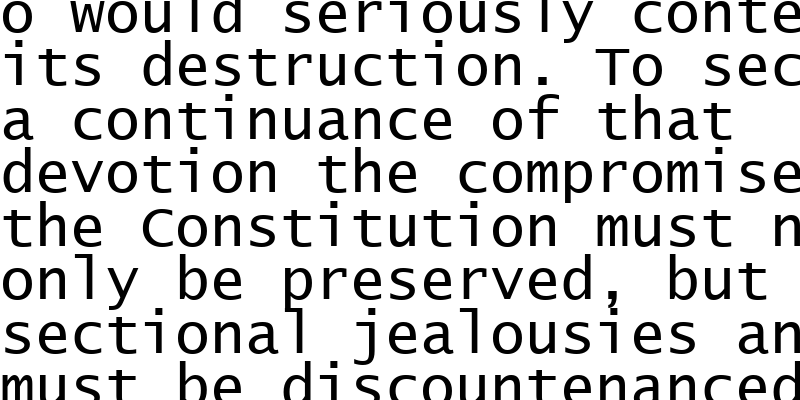 o would seriously conte
its destruction. To sec
a continuance of that
devotion the compromise
the Constitution must n
only be preserved, but
sectional jealousies an
must be discountenanced